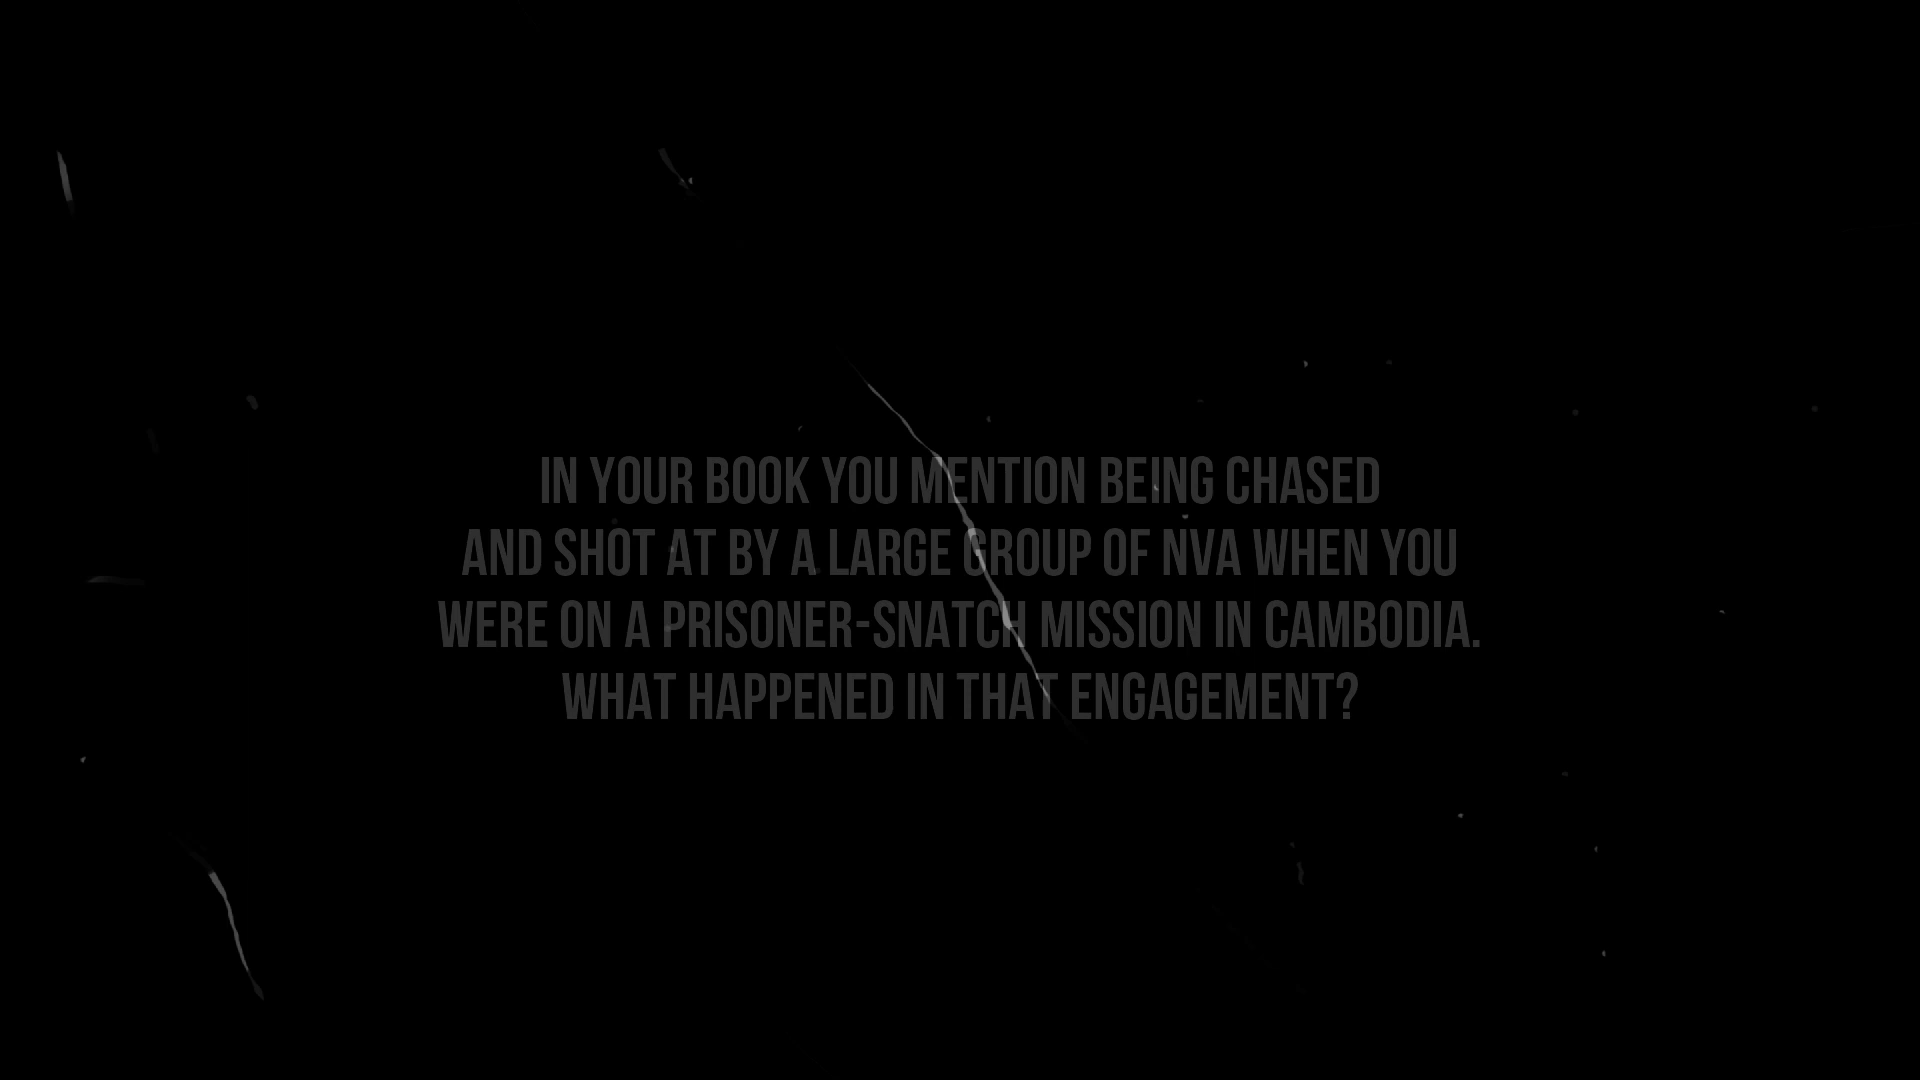 IN YOUR BOOK YOU MENTION BEING CHASED
AND SHOT AT BY A LARGE GROUP OF NVA WHEN YOU
WERE ON A PRISONER-SNATCH MISSION IN CAMBODIA.
WHAT HAPPENED IN THAT ENGAGEMENT?